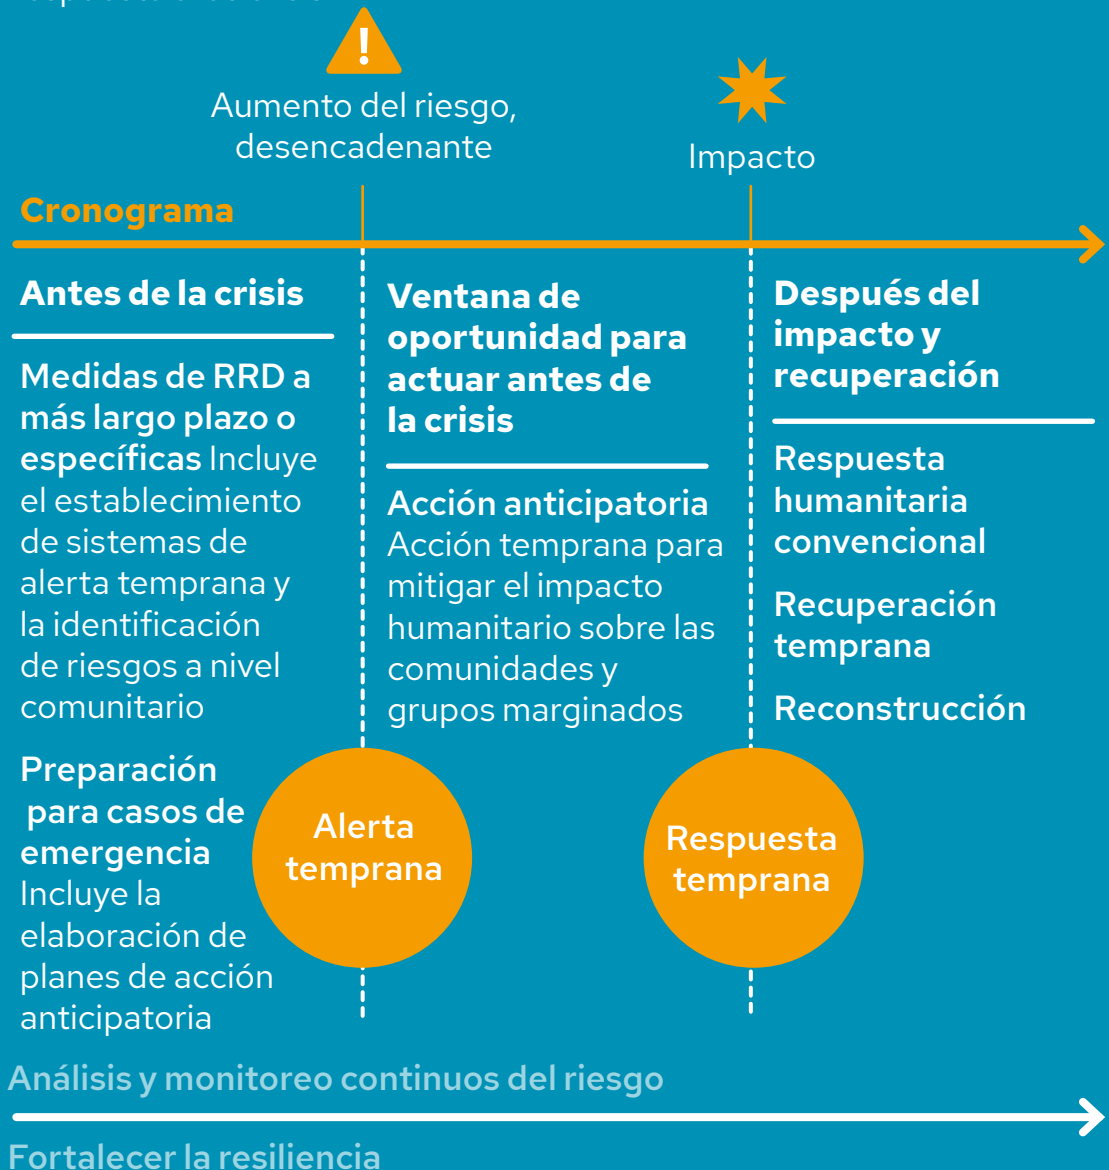 !
Aumento del riesgo,
desencadenante
Impacto
Cronograma
Antes de la crisis
Medidas de RRD a
más largo plazo o
específicas Incluye
el establecimiento
de sistemas de
alerta temprana y
la identificación
de riesgos a nivel
comunitario
Preparación
para casos de
emergencia
Incluye la
elaboración de
planes de acción
anticipatoria
Ventana de
oportunidad para
actuar antes de
la crisis
Acción anticipatoria
Acción temprana para
mitigar el impacto
humanitario sobre las
comunidades y
grupos marginados
Después del
impacto y
recuperación
Respuesta
humanitaria
convencional
Recuperación
temprana
Reconstrucción
Alerta
temprana
Respuesta
temprana
Análisis y monitoreo continuos del riesgo
Fortalecer la resiliencia